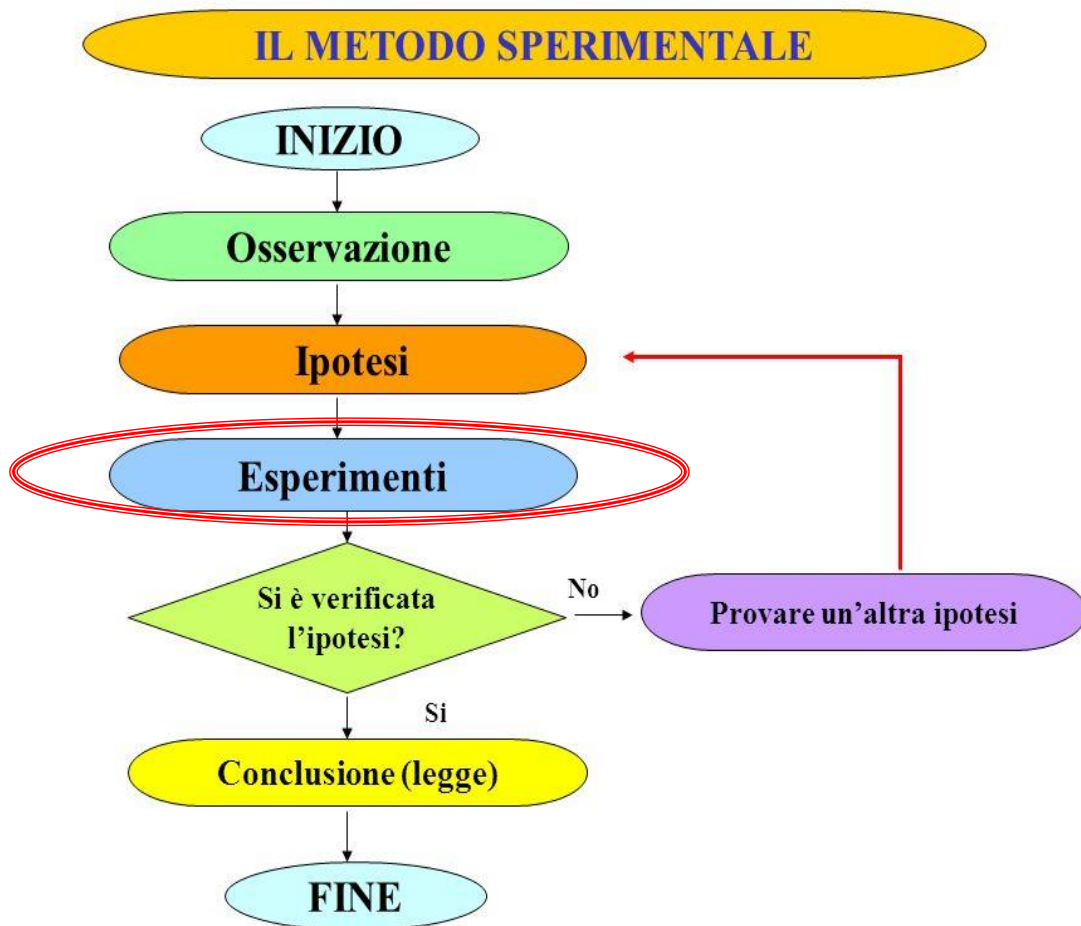 IL METODO SPERIMENTALE
INIZIO
Osservazione
Ipotesi
Esperimenti
Si è verificata
l'ipotesi?
No
Provare un'altra ipotesi
Si
Conclusione (legge)
FINE